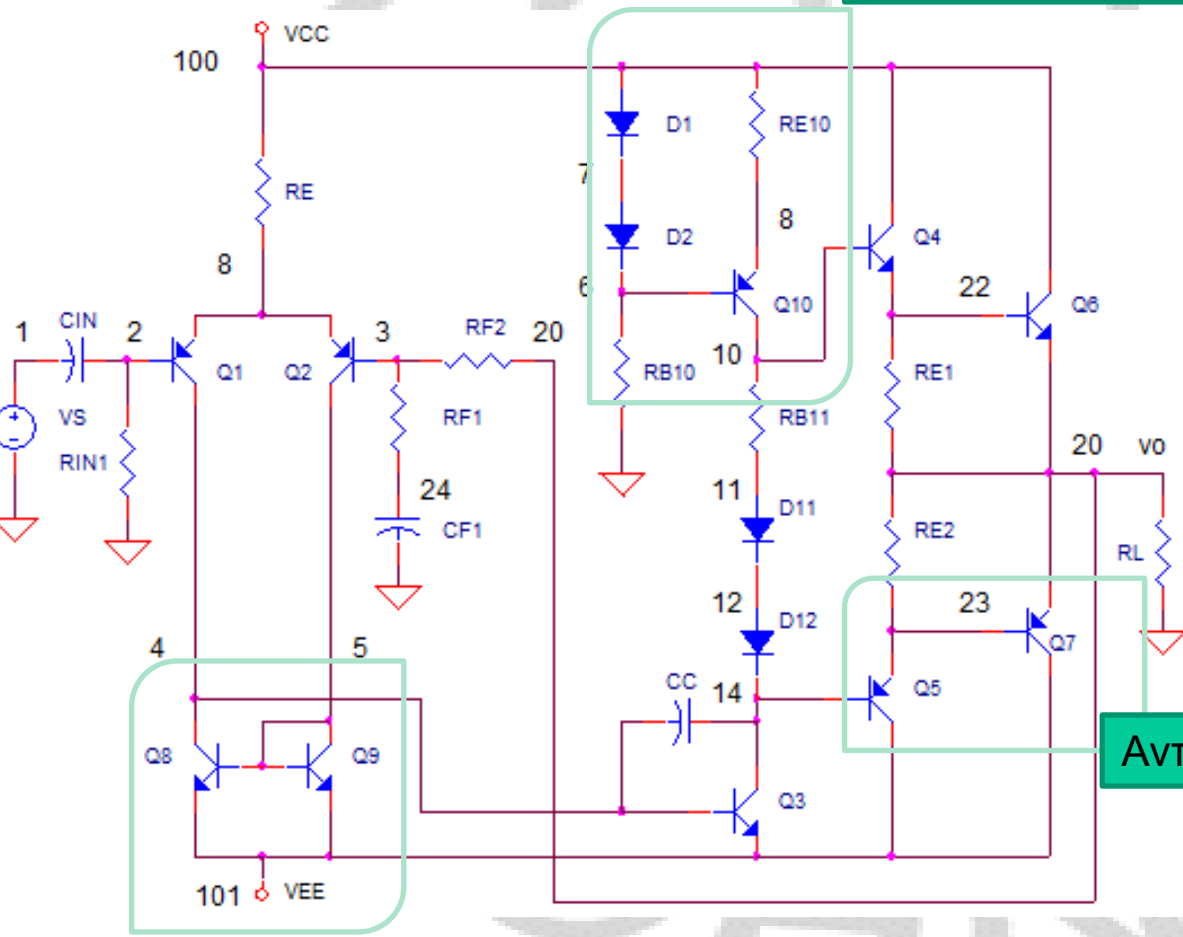 VCC
100
D1
RE10
RE
7
D2
8
Q4
8
22
6
Q10
Q6
1
CIN
2
3
RF2
20
10
Q1
Q2
RB10
RE1
VS
RF1
RB11
RIN1
20
vo
24
11
D11
CF1
RE2
RL
12
D12
23
4
5
Q7
CC
14
Q5
Q8
Q9
Αντ
Q3
101
VEE